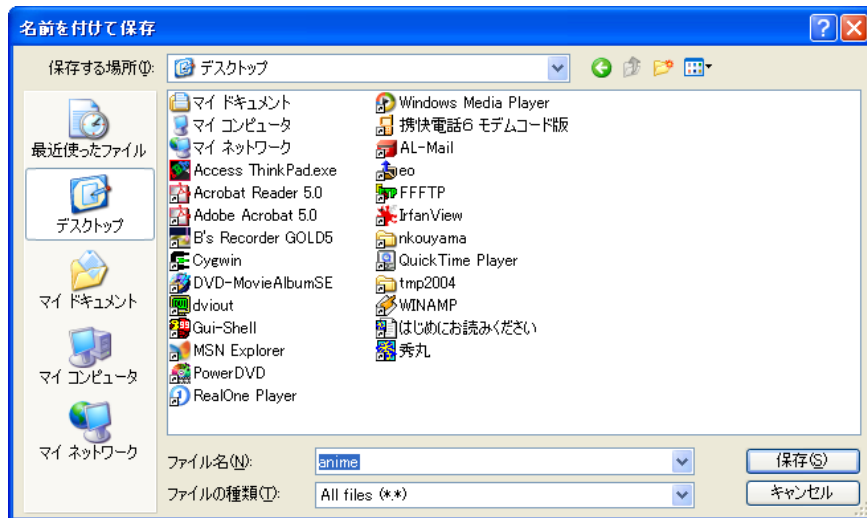 名前を付けて保存
保存する場所(I):
デスクトップ
最近使ったファイル
デスクトップ
マイ ドキュメント
マイ コンピュータ
マイ ネットワーク
マイ ドキュメント
マイ コンピュータ
マイ ネットワーク
Access ThinkPad.exe
Acrobat Reader 5.0
Adobe Acrobat 5.0
B's Recorder GOLD5
Cygwin
DVD-MovieAlbumSE
dviout
Gui-Shell
MSN Explorer
PowerDVD
RealOne Player
Windows Media Player
携快電話6 モデムコード版
AL-Mail
eo
FFFTP
IrfanView
nkouyama
QuickTime Player
tmp2004
WINAMP
はじめにお読みください
秀丸
ファイル名(N):
anime
保存(S)
ファイルの種類(T):
All files (*.*)
キャンセル